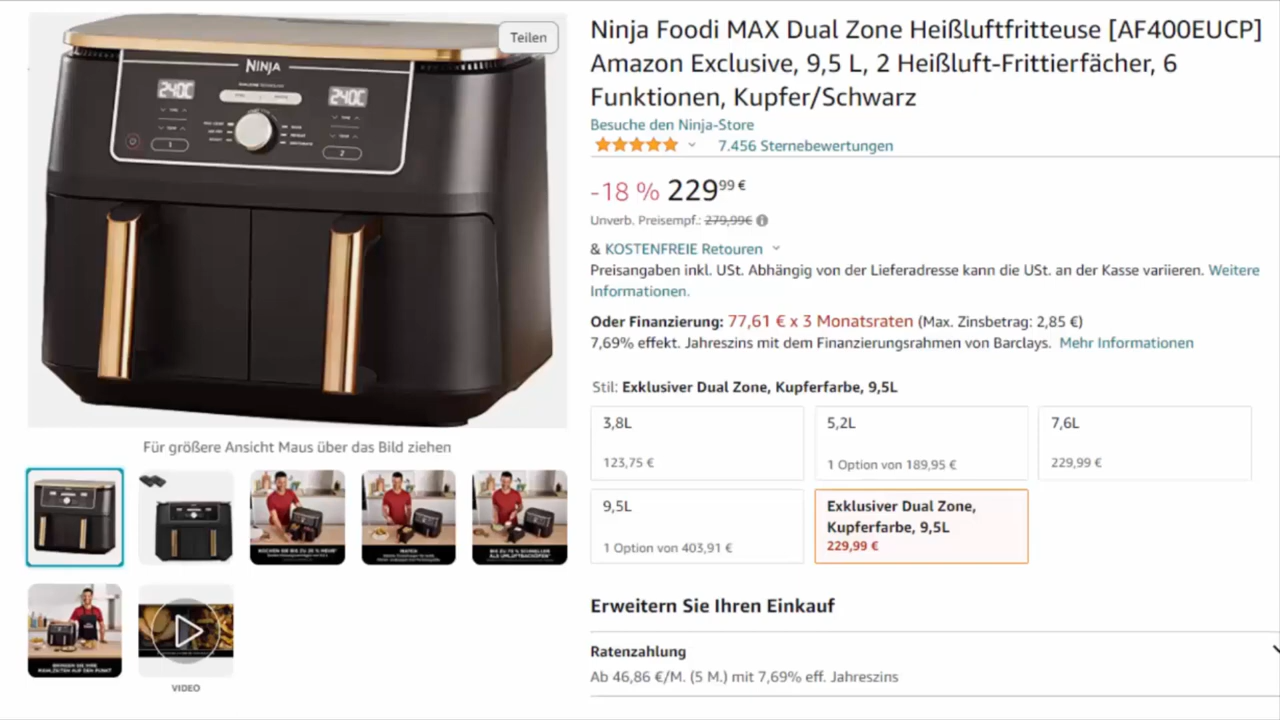 Teilen
NINJA
240C
240C
1
2
Für größere Ansicht Maus über das Bild ziehen
VIDEO
Ninja Foodi MAX Dual Zone Heißluftfritteuse [AF400EUCP]
Amazon Exclusive, 9,5 L, 2 Heißluft-Frittierfächer, 6
Funktionen, Kupfer/Schwarz
Besuche den Ninja-Store
7.456 Sternebewertungen
-18 % 22999 €
Unverb. Preisempf.: 279,99€
& KOSTENFREIE Retouren
Preisangaben inkl. USt. Abhängig von der Lieferadresse kann die USt. an der Kasse variieren. Weitere
Informationen.
Oder Finanzierung: 77,61 € x 3 Monatsraten (Max. Zinsbetrag: 2,85 €)
7,69% effekt. Jahreszins mit dem Finanzierungsrahmen von Barclays. Mehr Informationen
Stil: Exklusiver Dual Zone, Kupferfarbe, 9,5L
3,8L
123,75 €
5,2L
1 Option von 189,95 €
7,6L
229,99 €
9,5L
1 Option von 403,91 €
Exklusiver Dual Zone,
Kupferfarbe, 9,5L
229,99 €
Erweitern Sie Ihren Einkauf
Ratenzahlung
Ab 46,86 €/M. (5 M.) mit 7,69% eff. Jahreszins